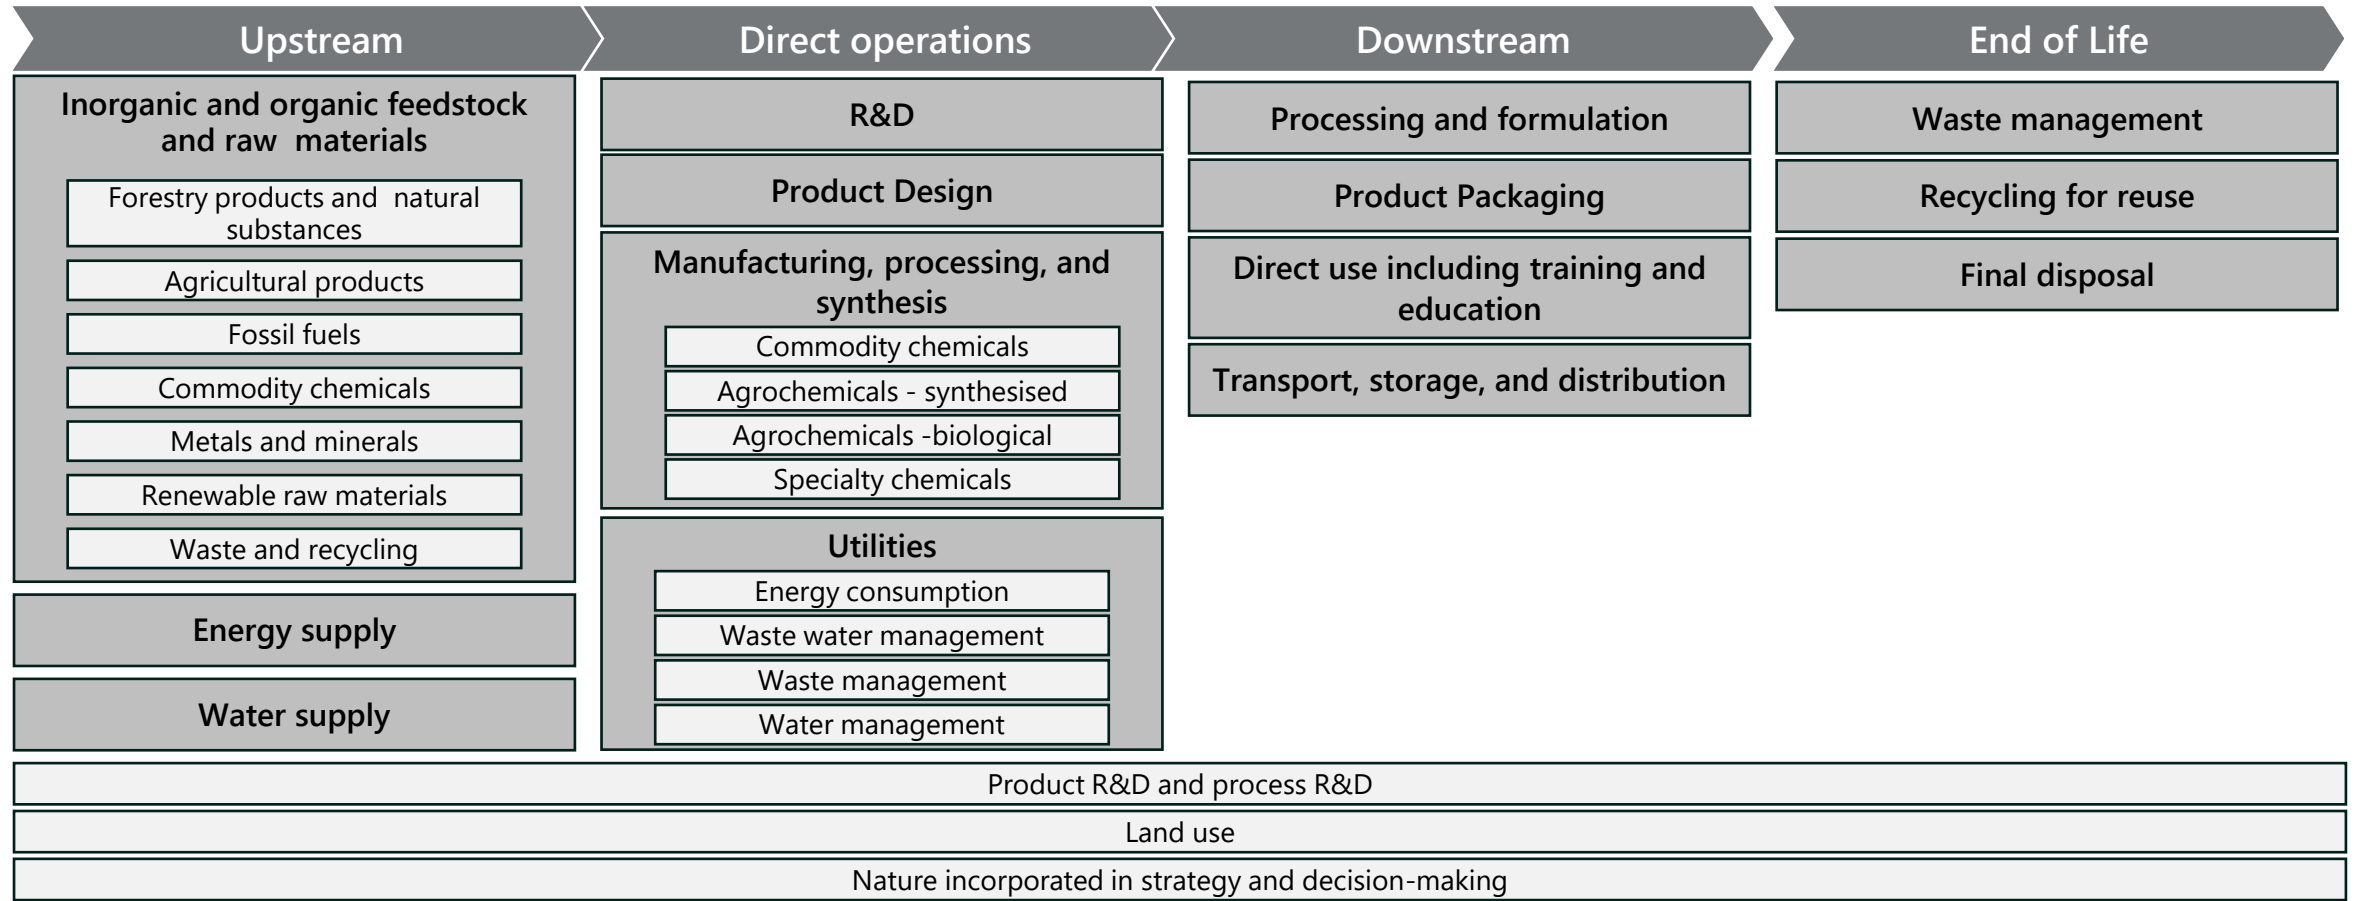 Upstream
Direct operations
Downstream
End of Life
Inorganic and organic feedstock
and raw  materials
Forestry products and  natural
substances
Agricultural products
Fossil fuels
Commodity chemicals
Metals and minerals
Renewable raw materials
Waste and recycling
Energy supply
Water supply
R&D
Product Design
Manufacturing, processing, and
synthesis
Commodity chemicals
Agrochemicals - synthesised
Agrochemicals -biological
Specialty chemicals
Utilities
Energy consumption
Waste water management
Waste management
Water management
Processing and formulation
Product Packaging
Direct use including training and
education
Transport, storage, and distribution
Waste management
Recycling for reuse
Final disposal
Product R&D and process R&D
Land use
Nature incorporated in strategy and decision-making